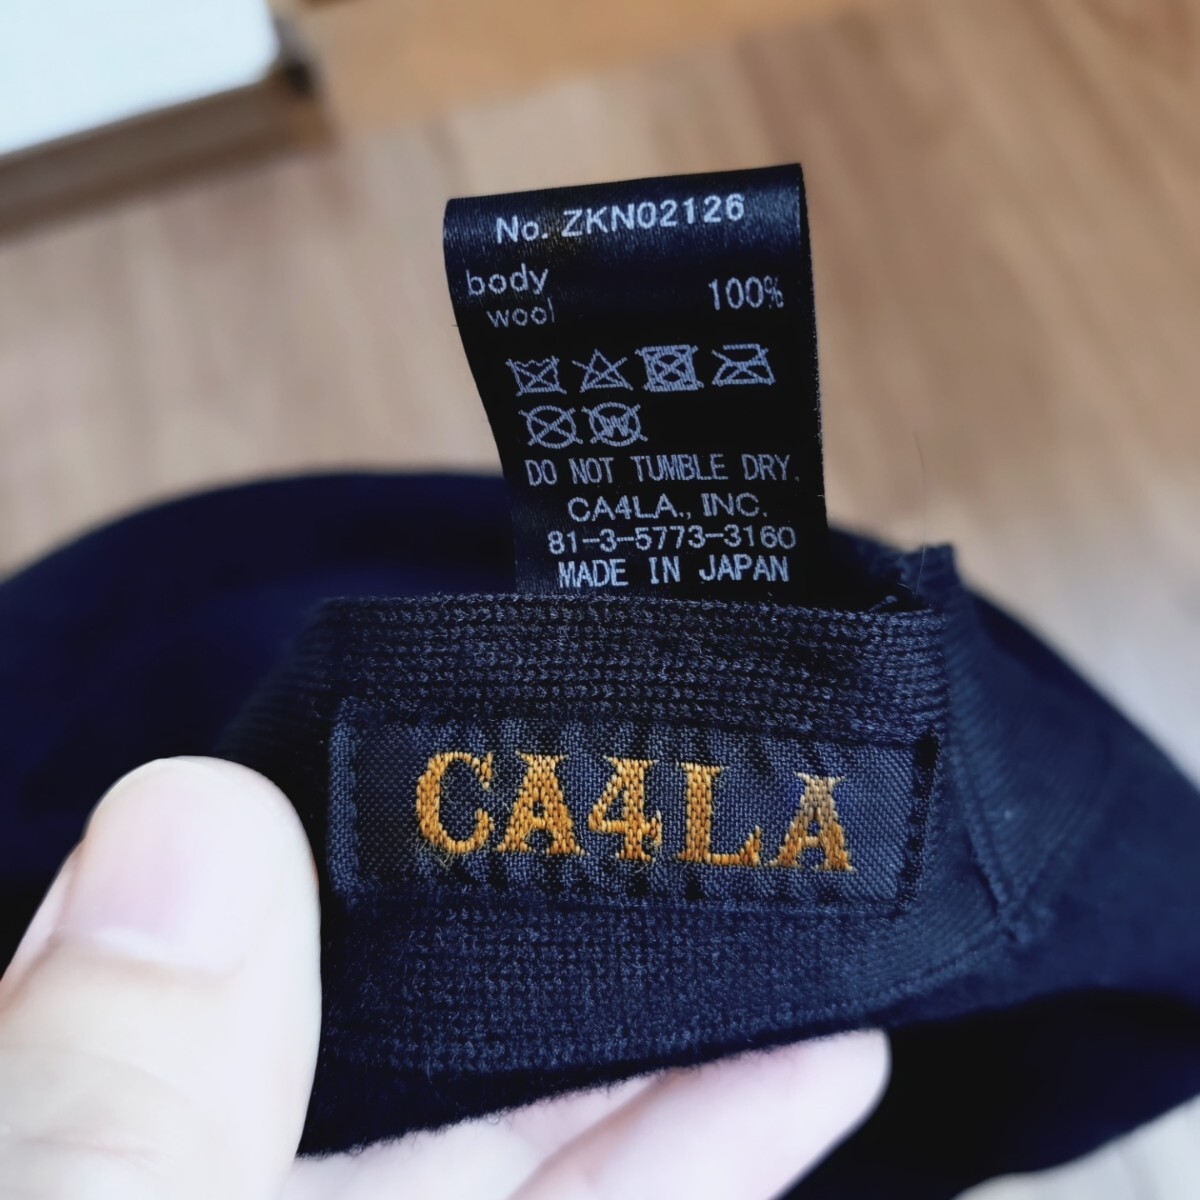 No. ZKN02126
body
wool 100%
W
DO NOT TUMBLE DRY.
CA4LA., INC.
81-3-5773-3160
MADE IN JAPAN
CA4LA